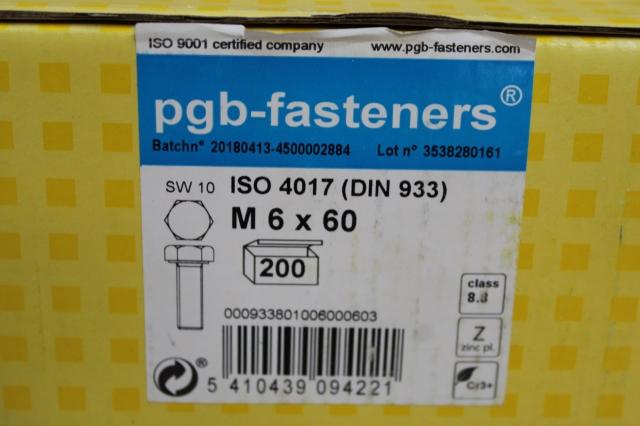 ISO 9001 certified company www.pgb-fasteners.com
pgb-fasteners®
Batchn° 20180413-4500002884 Lot n° 3538280161
SW 10 ISO 4017 (DIN 933)
M 6 x 60
200
class
8.8
000933801006000603
Z
zinc pl.
®
Cr3+
5 410439 094221